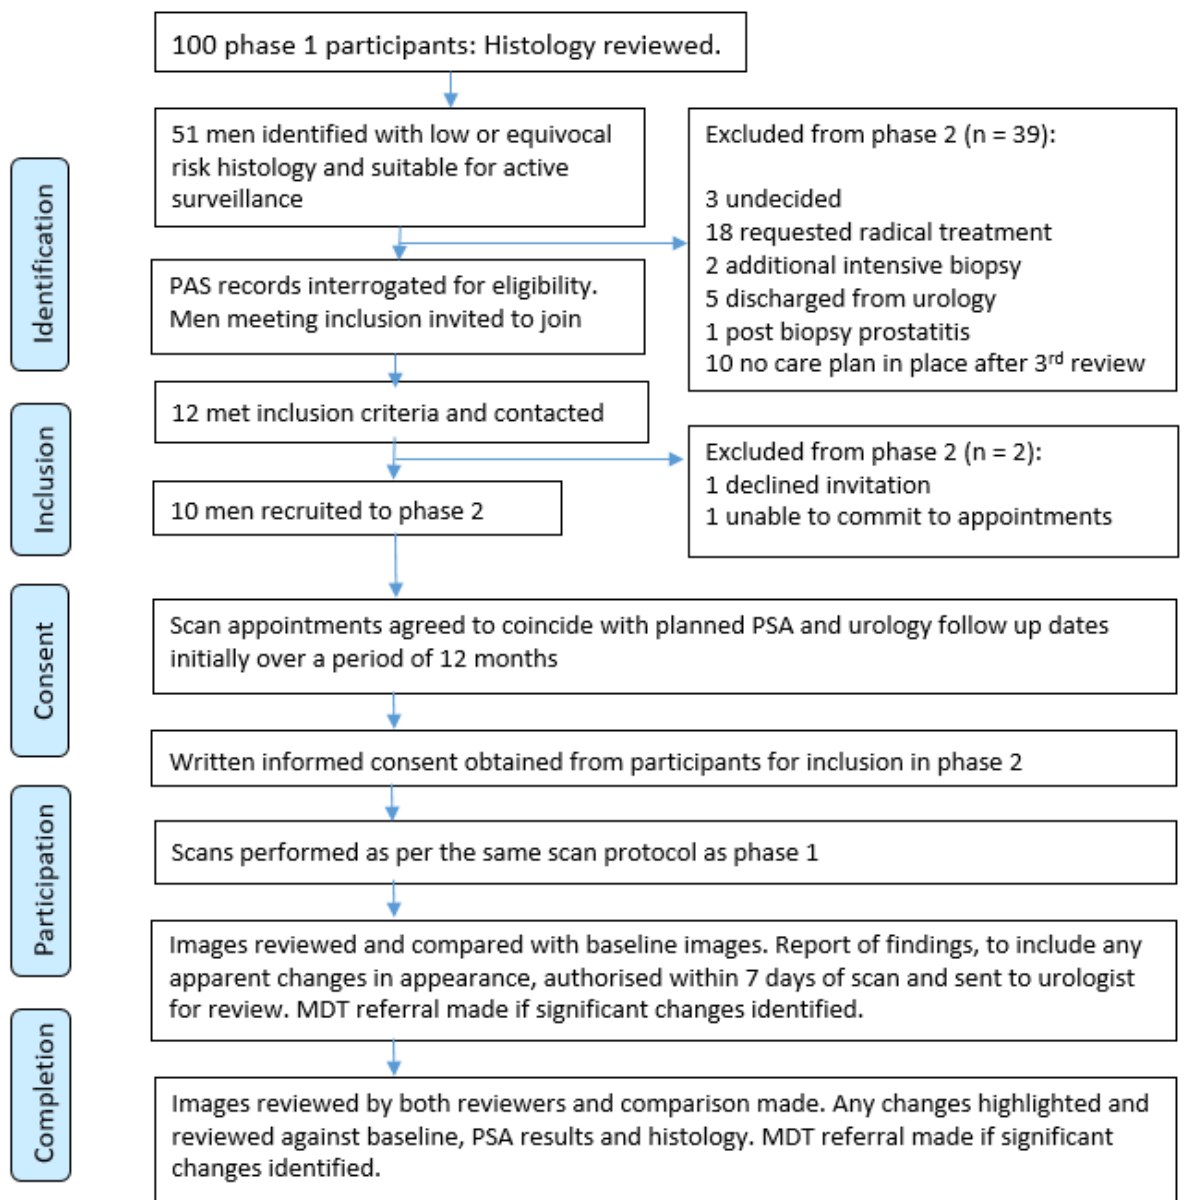 100 phase 1 participants: Histology reviewed.
51 men identified with low or equivocal
risk histology and suitable for active
surveillance
Excluded from phase 2 (n = 39):
3 undecided
18 requested radical treatment
2 additional intensive biopsy
5 discharged from urology
1 post biopsy prostatitis
10 no care plan in place after 3rd review
Identification
PAS records interrogated for eligibility.
Men meeting inclusion invited to join
12 met inclusion criteria and contacted
Inclusion
Excluded from phase 2 (n = 2):
1 declined invitation
1 unable to commit to appointments
10 men recruited to phase 2
Consent
Scan appointments agreed to coincide with planned PSA and urology follow up dates
initially over a period of 12 months
Written informed consent obtained from participants for inclusion in phase 2
Participation
Scans performed as per the same scan protocol as phase 1
Images reviewed and compared with baseline images. Report of findings, to include any
apparent changes in appearance, authorised within 7 days of scan and sent to urologist
for review. MDT referral made if significant changes identified.
Completion
Images reviewed by both reviewers and comparison made. Any changes highlighted and
reviewed against baseline, PSA results and histology. MDT referral made if significant
changes identified.